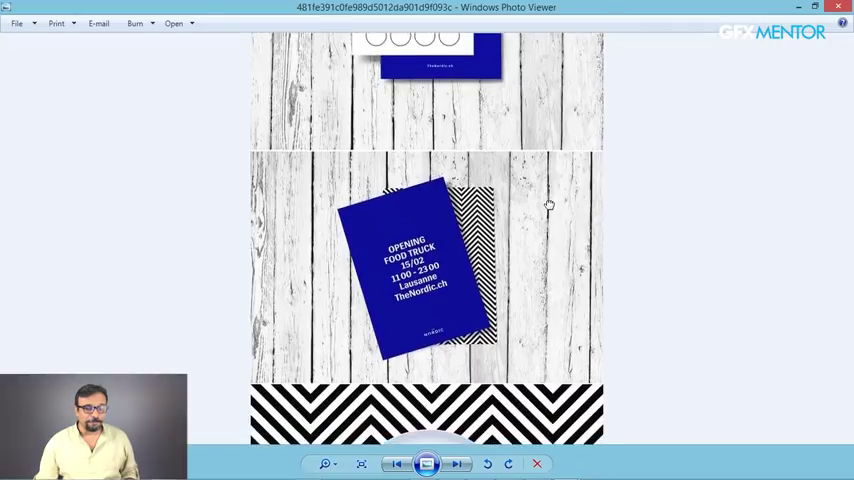 481fe391c0fe989d5012da901d9f093c - Windows Photo Viewer
File Print E-mail Burn Open
GFXMENTOR
TheNordic.ch
OPENING
FOOD TRUCK
15/02
11 00 - 23 00
Lausanne
TheNordic.ch
NORDIC